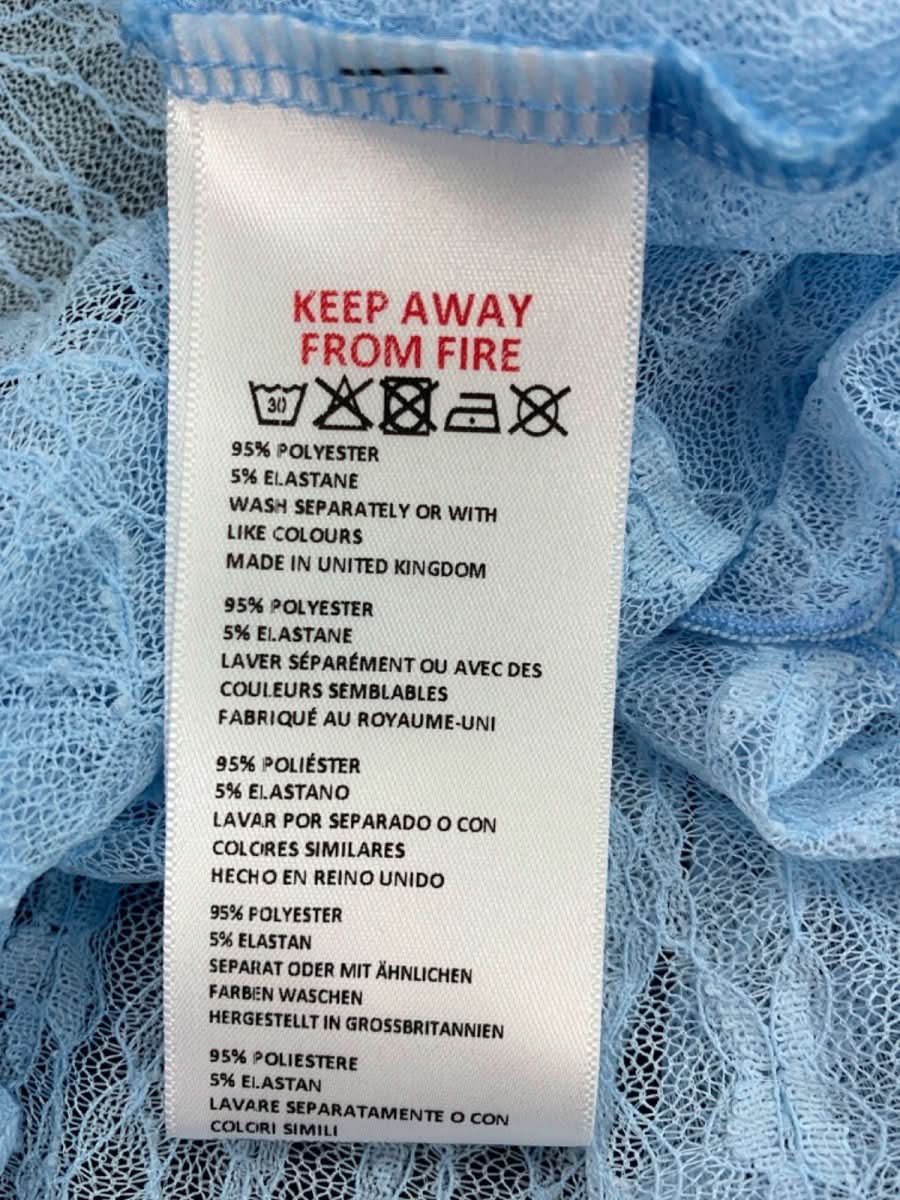 KEEP AWAY
FROM FIRE
30
95% POLYESTER
5% ELASTANE
WASH SEPARATELY OR WITH
LIKE COLOURS
MADE IN UNITED KINGDOM
95% POLYESTER
5% ELASTANE
LAVER SÉPARÉMENT OU AVEC DES
COULEURS SEMBLABLES
FABRIQUÉ AU ROYAUME-UNI
95% POLIÉSTER
5% ELASTANO
LAVAR POR SEPARADO O CON
COLORES SIMILARES
HECHO EN REINO UNIDO
95% POLYESTER
5% ELASTAN
SEPARAT ODER MIT ÄHNLICHEN
FARBEN WASCHEN
HERGESTELLT IN GROSSBRITANNIEN
95% POLIESTERE
5% ELASTAN
LAVARE SEPARATAMENTE O CON
COLORI SIMILI